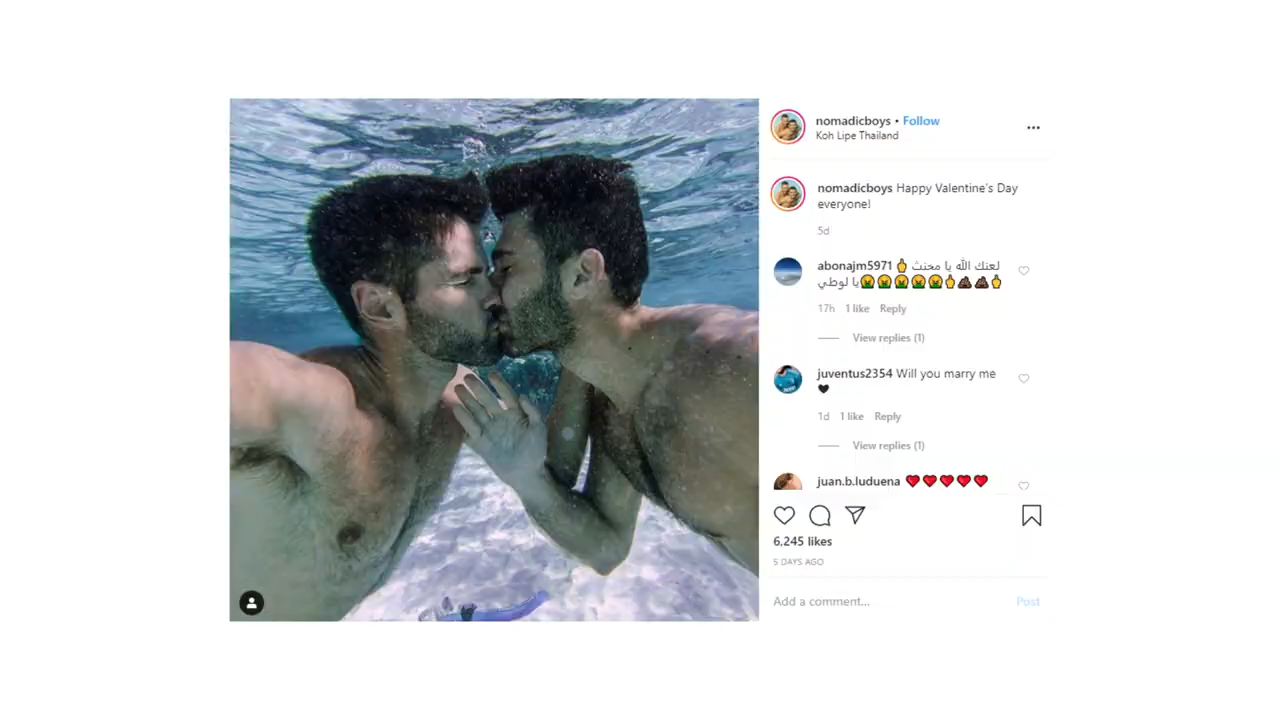 nomadicboys • Follow
Koh Lipe Thailand
nomadicboys Happy Valentine's Day
everyone!
5d
abonajm5971 🖕 لعنك الله يا مخنث
يا لوطي🤮🤮🤮🤮🤮🖕💩💩🖕
17h 1 like Reply
View replies (1)
juventus2354 Will you marry me
🖤
1d 1 like Reply
View replies (1)
juan.b.luduena ❤️❤️❤️❤️❤️
6,245 likes
5 DAYS AGO
Add a comment... Post